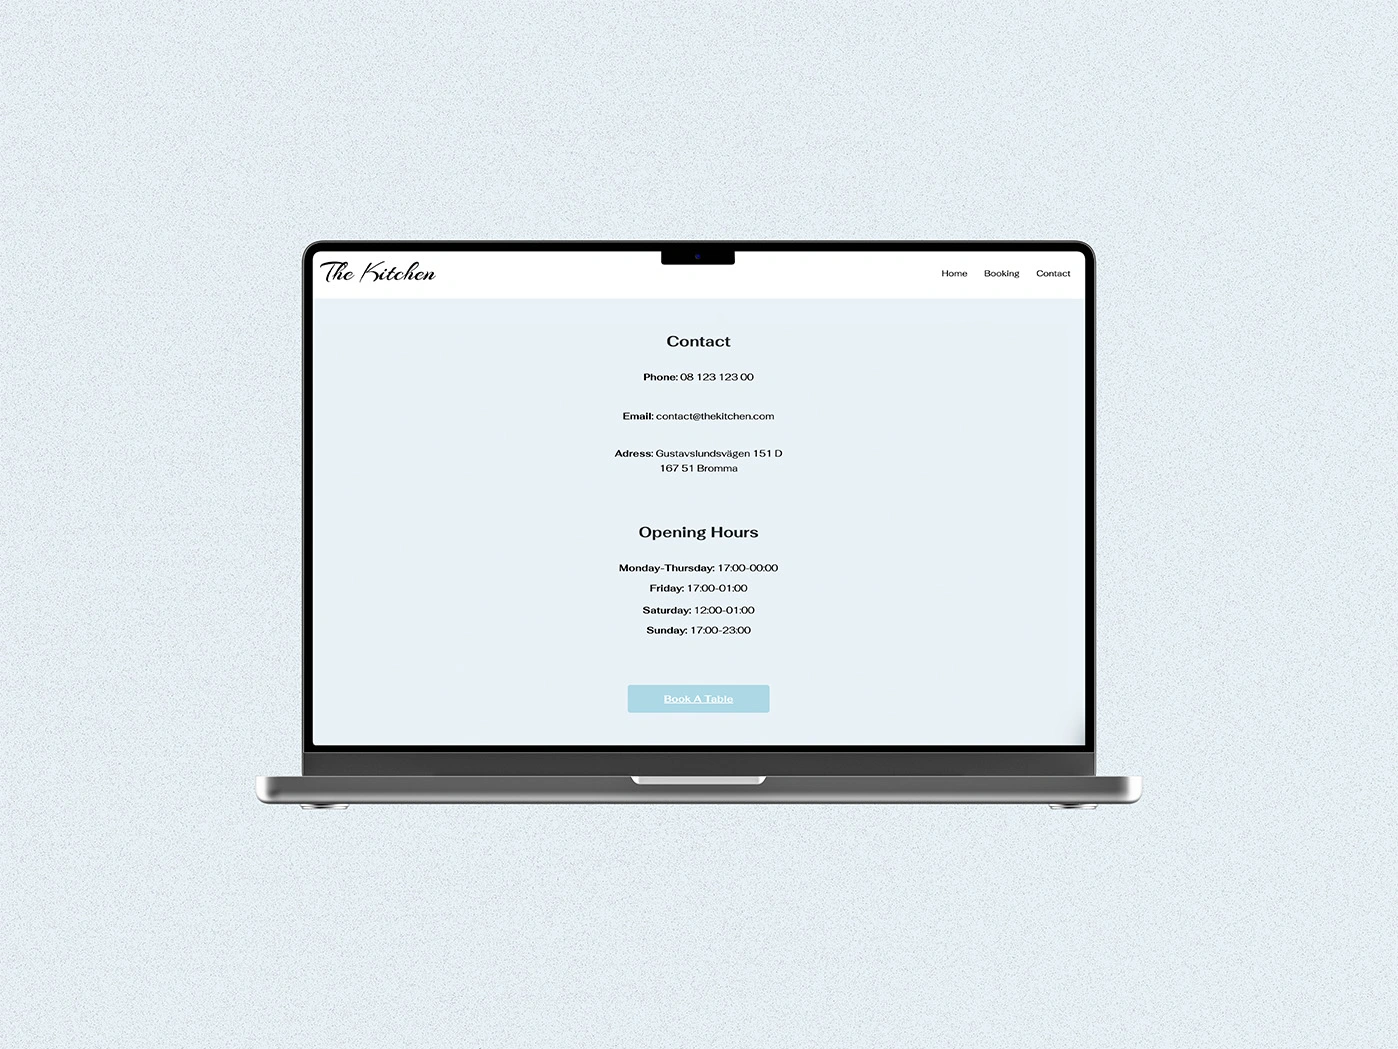 The Kitchen
Home Booking Contact
Contact
Phone: 08 123 123 00
Email: contact@thekitchen.com
Adress: Gustavslundsvägen 151 D
167 51 Bromma
Opening Hours
Monday-Thursday: 17:00-00:00
Friday: 17:00-01:00
Saturday: 12:00-01:00
Sunday: 17:00-23:00
Book A Table